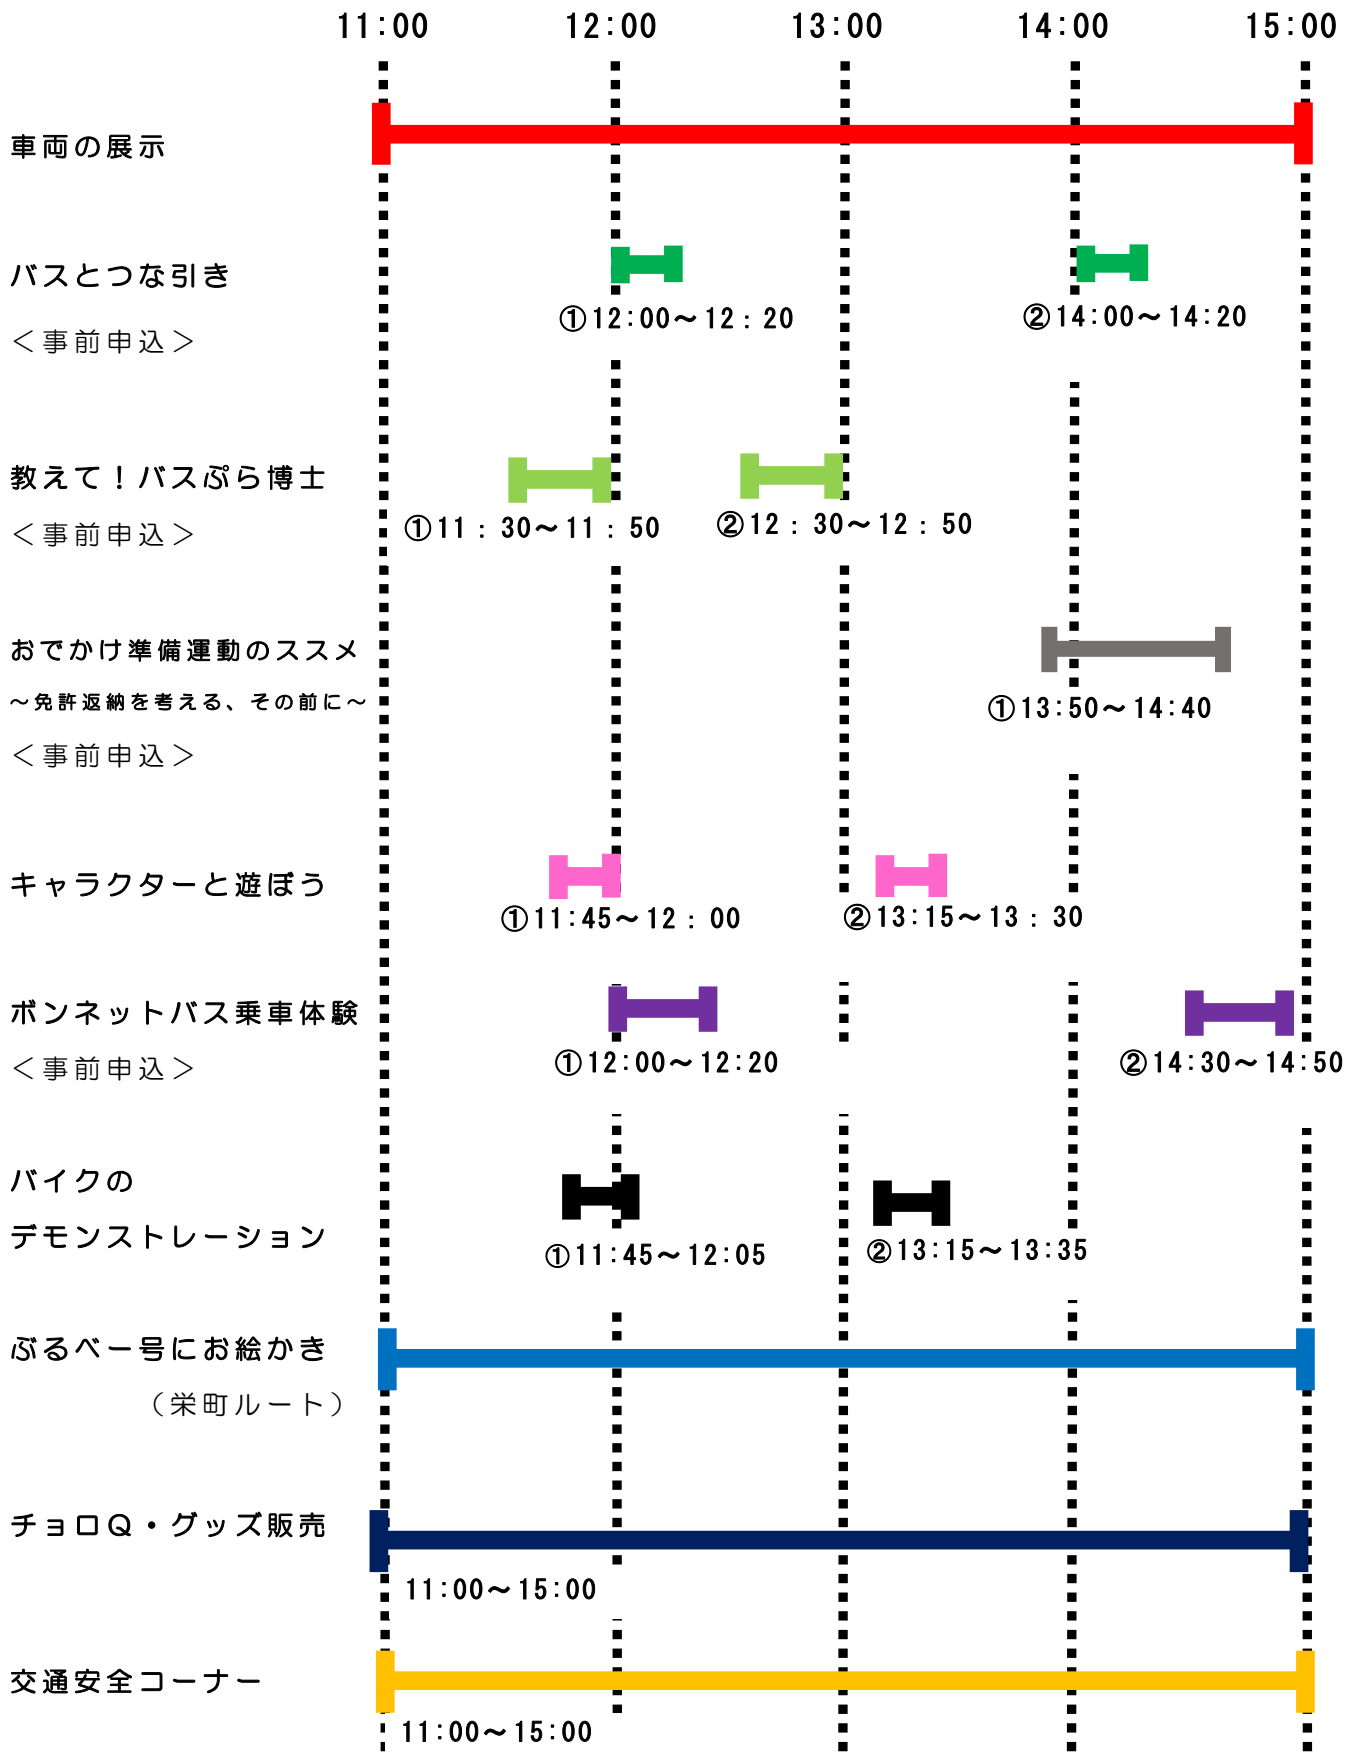 11:00 12:00 13:00 14:00 15:00
車両の展示
バスとつな引き
①12:00～12：20 ②14:00～14:20
＜事前申込＞
教えて！バスぷら博士
①11：30～11：50 ②12：30～12：50
＜事前申込＞
おでかけ準備運動のススメ
～免許返納を考える、その前に～
①13:50～14:40
＜事前申込＞
キャラクターと遊ぼう
①11:45～12：00 ②13:15～13：30
ボンネットバス乗車体験
＜事前申込＞
①12:00～12:20 ②14:30～14:50
バイクの
デモンストレーション
①11:45～12:05 ②13:15～13:35
ぶるべー号にお絵かき
（栄町ルート）
チョロQ・グッズ販売
11:00～15:00
交通安全コーナー
11:00～15:00